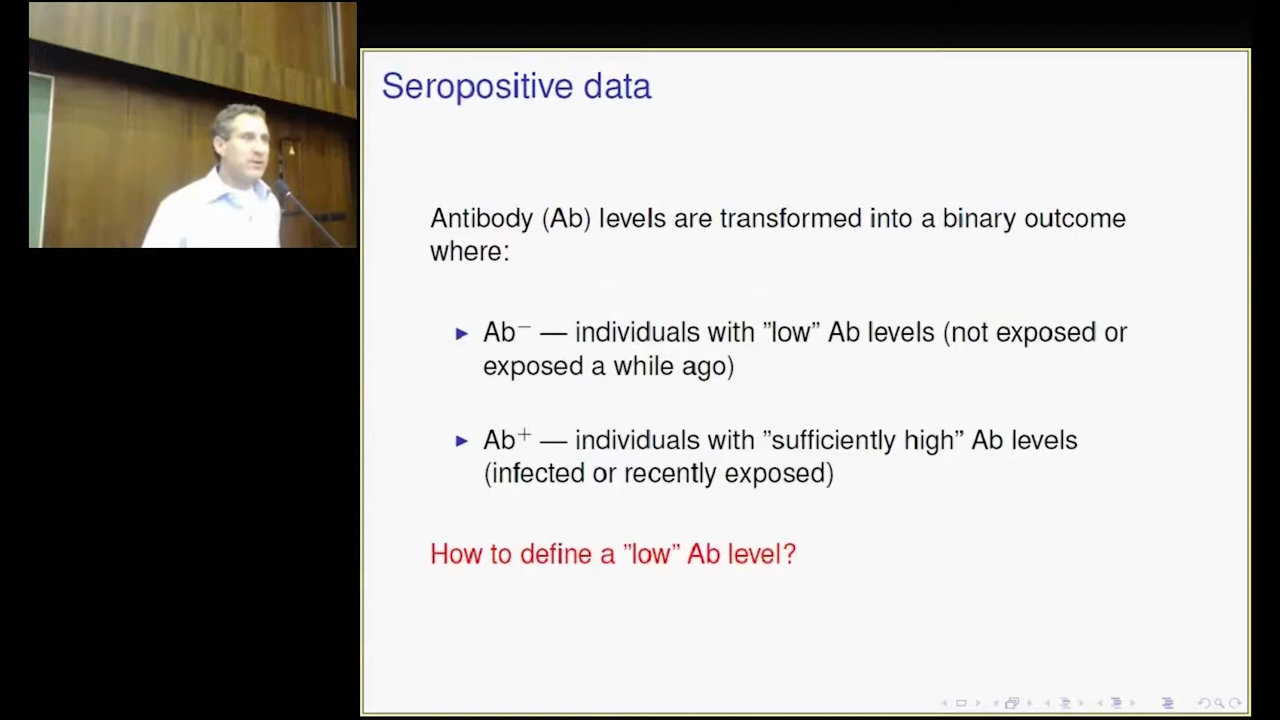 Seropositive data
Antibody (Ab) levels are transformed into a binary outcome
where:
Ab⁻ — individuals with ”low” Ab levels (not exposed or
exposed a while ago)
Ab⁺ — individuals with ”sufficiently high” Ab levels
(infected or recently exposed)
How to define a ”low” Ab level?